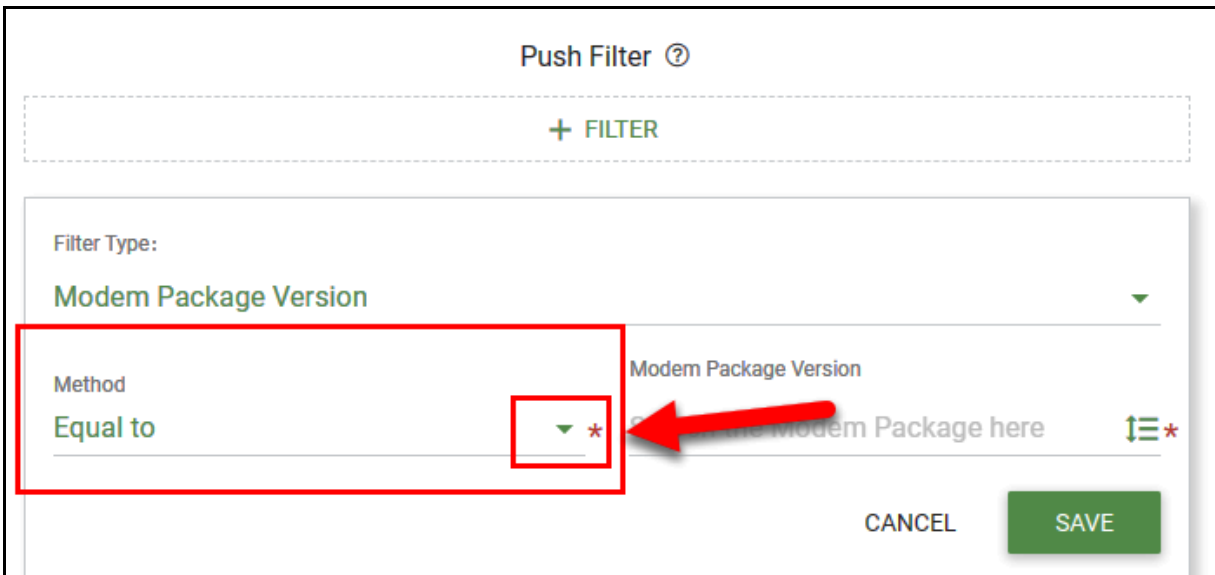 Push Filter
+ FILTER
Filter Type:
Modem Package Version
Method
Modem Package Version
Equal to
*
the Modem Package here
*
CANCEL
SAVE